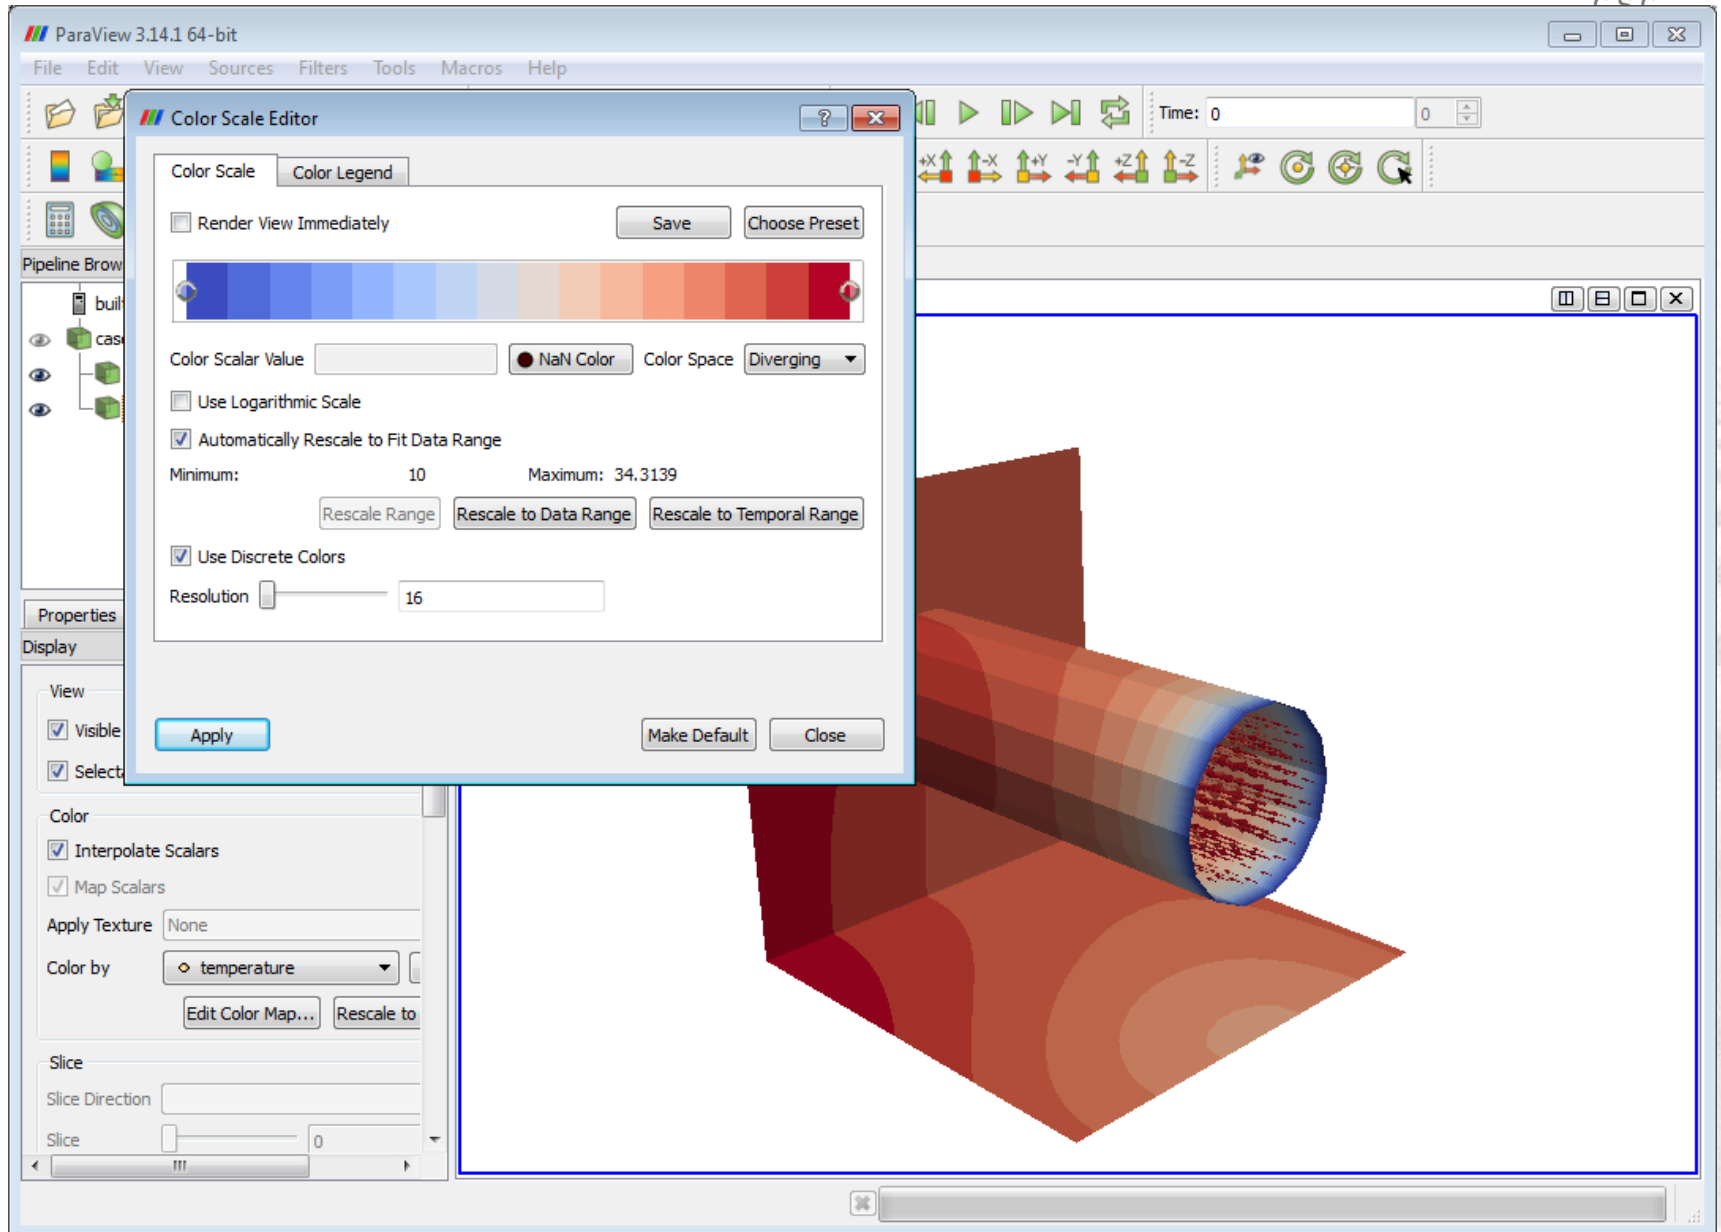 ParaView 3.14.1 64-bit
File Edit View Sources Filters Tools Macros Help
Color Scale Editor
Time: 0 0
+X -X +Y -Y +Z -Z
Color Scale Color Legend
Render View Immediately Save Choose Preset
Pipeline Brow
buil
cas
Color Scalar Value NaN Color Color Space Diverging
Use Logarithmic Scale
Automatically Rescale to Fit Data Range
Minimum: 10 Maximum: 34.3139
Rescale Range Rescale to Data Range Rescale to Temporal Range
Use Discrete Colors
Resolution 16
Properties
Display
View
Visible
Selecta
Apply Make Default Close
Color
Interpolate Scalars
Map Scalars
Apply Texture None
Color by temperature
Edit Color Map... Rescale to
Slice
Slice Direction
Slice 0